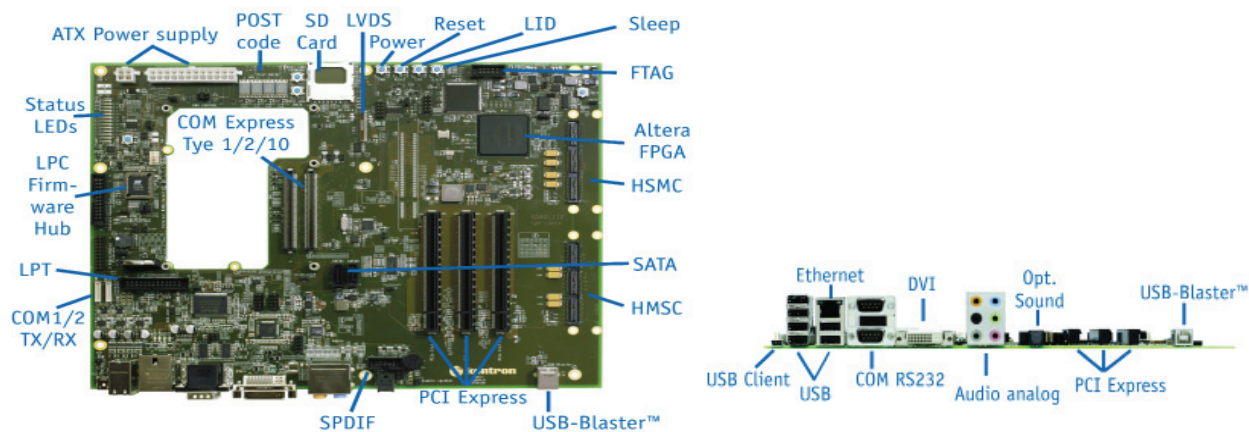 ATX Power supply
POST
code
SD
Card
LVDS
Power
Reset
LID
Sleep
FTAG
Status
LEDs
COM Express
Tye 1/2/10
Altera
FPGA
LPC
Firm-
ware
Hub
HSMC
LPT
SATA
HMSC
COM1/2
TX/RX
PCI Express
SPDIF
kontron
USB-Blaster™
Ethernet
DVI
Opt.
Sound
USB-Blaster™
USB Client
USB
COM RS232
Audio analog
PCI Express